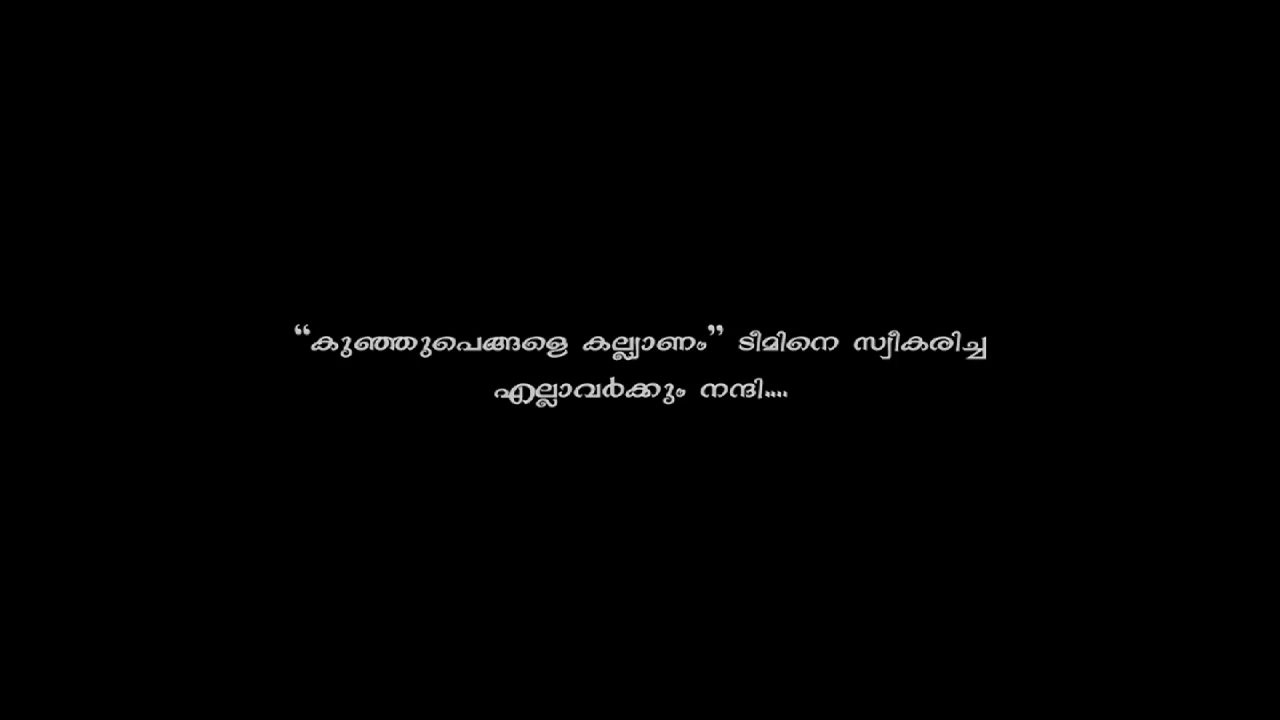 “കുഞ്ഞുപെങ്ങളെ കല്ല്യാണം” ടീമിനെ സ്വീകരിച്ച
എല്ലാവർക്കും നന്ദി....